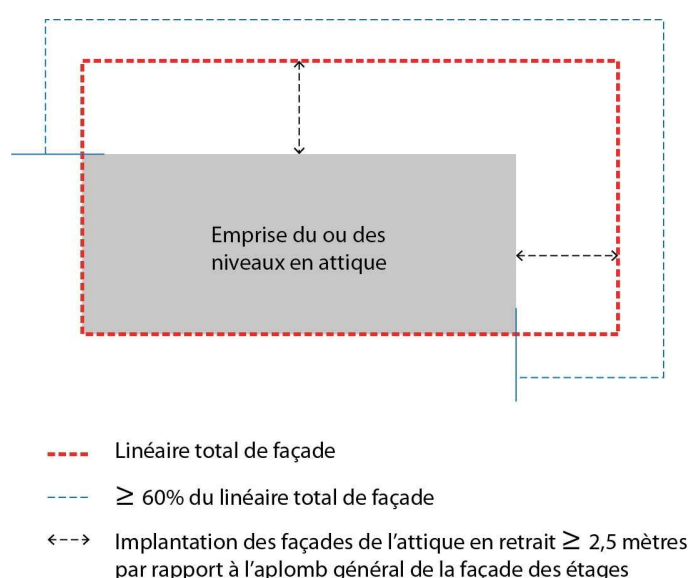 Emprise du ou des
niveaux en attique
Linéaire total de façade
≥ 60% du linéaire total de façade
Implantation des façades de l’attique en retrait ≥ 2,5 mètres
par rapport à l’aplomb général de la façade des étages